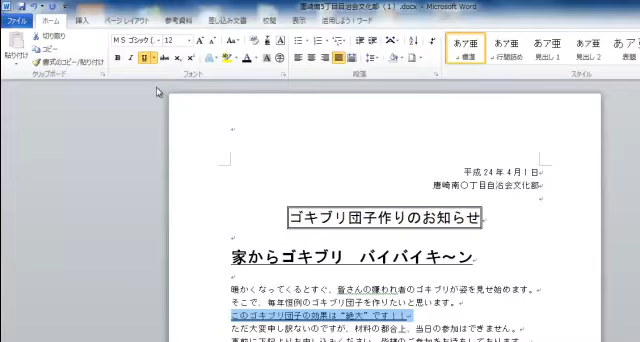 唐崎南5丁目自治会文化部 (1) .docx - Microsoft Word
ファイル ホーム 挿入 ページ レイアウト 参考資料 差し込み文書 校閲 表示 活用しよう!ワード
貼り付け
切り取り
コピー
書式のコピー/貼り付け
クリップボード
MS ゴシック 12
フォント
段落
あア亜 あア亜 あア亜 あア亜 あア
標準 行間詰め 見出し 1 見出し 2 表題
スタイル
平成 24 年 4 月 1 日
唐崎南〇丁目自治会文化部
ゴキブリ団子作りのお知らせ
家からゴキブリ バイバイキ～ン
暖かくなってくるとすぐ、皆さんの嫌われ者のゴキブリが姿を見せ始めます。
そこで、毎年恒例のゴキブリ団子を作りたいと思います。
このゴキブリ団子の効果は“絶大”です!!
ただ大変申し訳ないのですが、材料の都合上、当日の参加はできません。